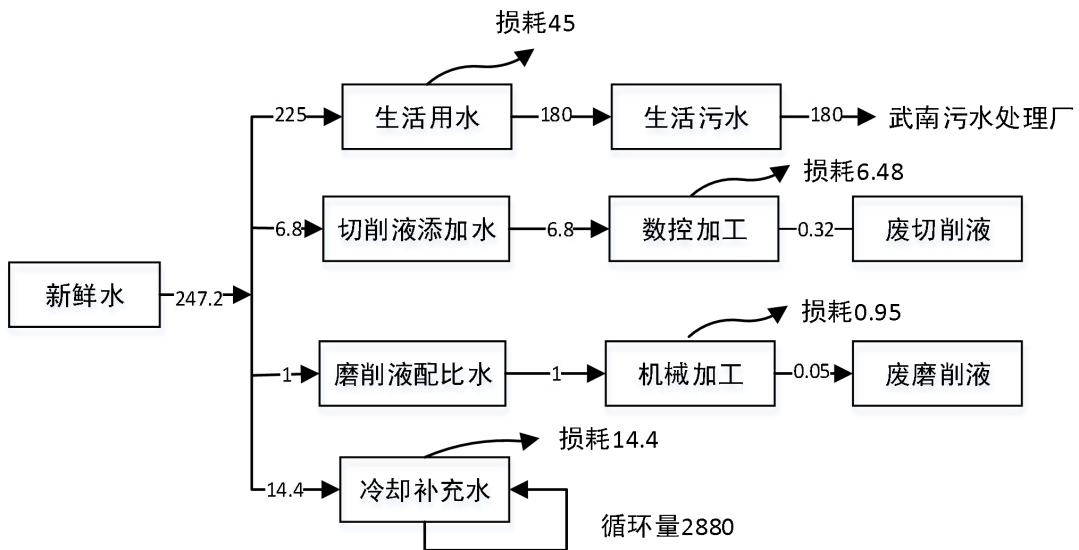 损耗45
225
生活用水
180
生活污水
180
武南污水处理厂
损耗6.48
6.8
切削液添加水
6.8
数控加工
0.32
废切削液
新鲜水
247.2
损耗0.95
1
磨削液配比水
1
机械加工
0.05
废磨削液
损耗14.4
14.4
冷却补充水
循环量2880